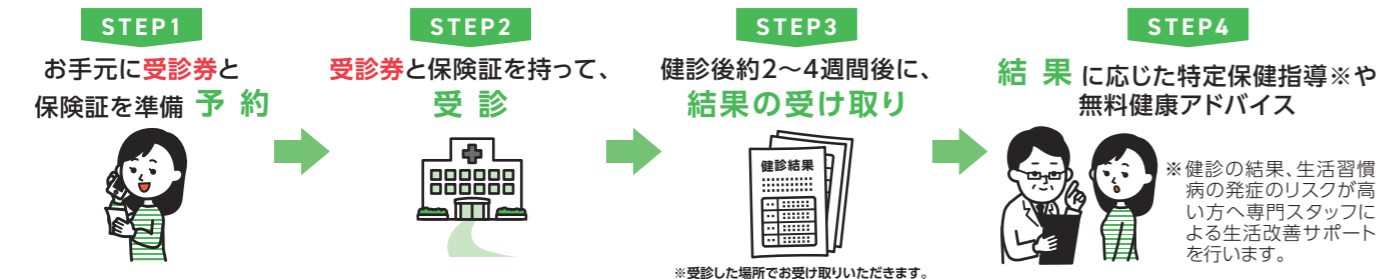 STEP1
お手元に受診券と
保険証を準備 予約
STEP2
受診券と保険証を持って、
受診
STEP3
健診後約2〜4週間後に、
結果の受け取り
健診結果
※受診した場所でお受け取りいただきます。
STEP4
結果に応じた特定保健指導※や
無料健康アドバイス
※健診の結果、生活習慣
病の発症のリスクが高
い方へ専門スタッフに
よる生活改善サポート
を行います。